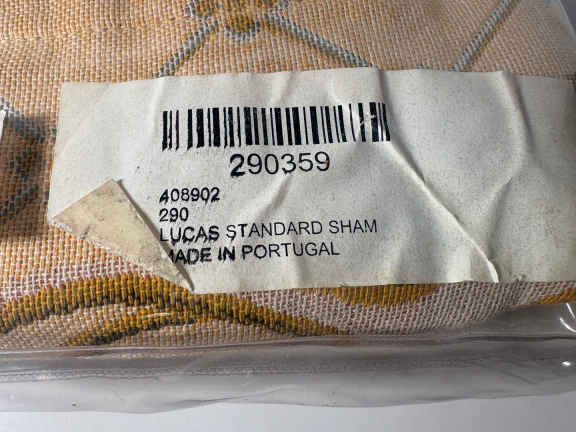 290359
408902
290
LUCAS STANDARD SHAM
MADE IN PORTUGAL